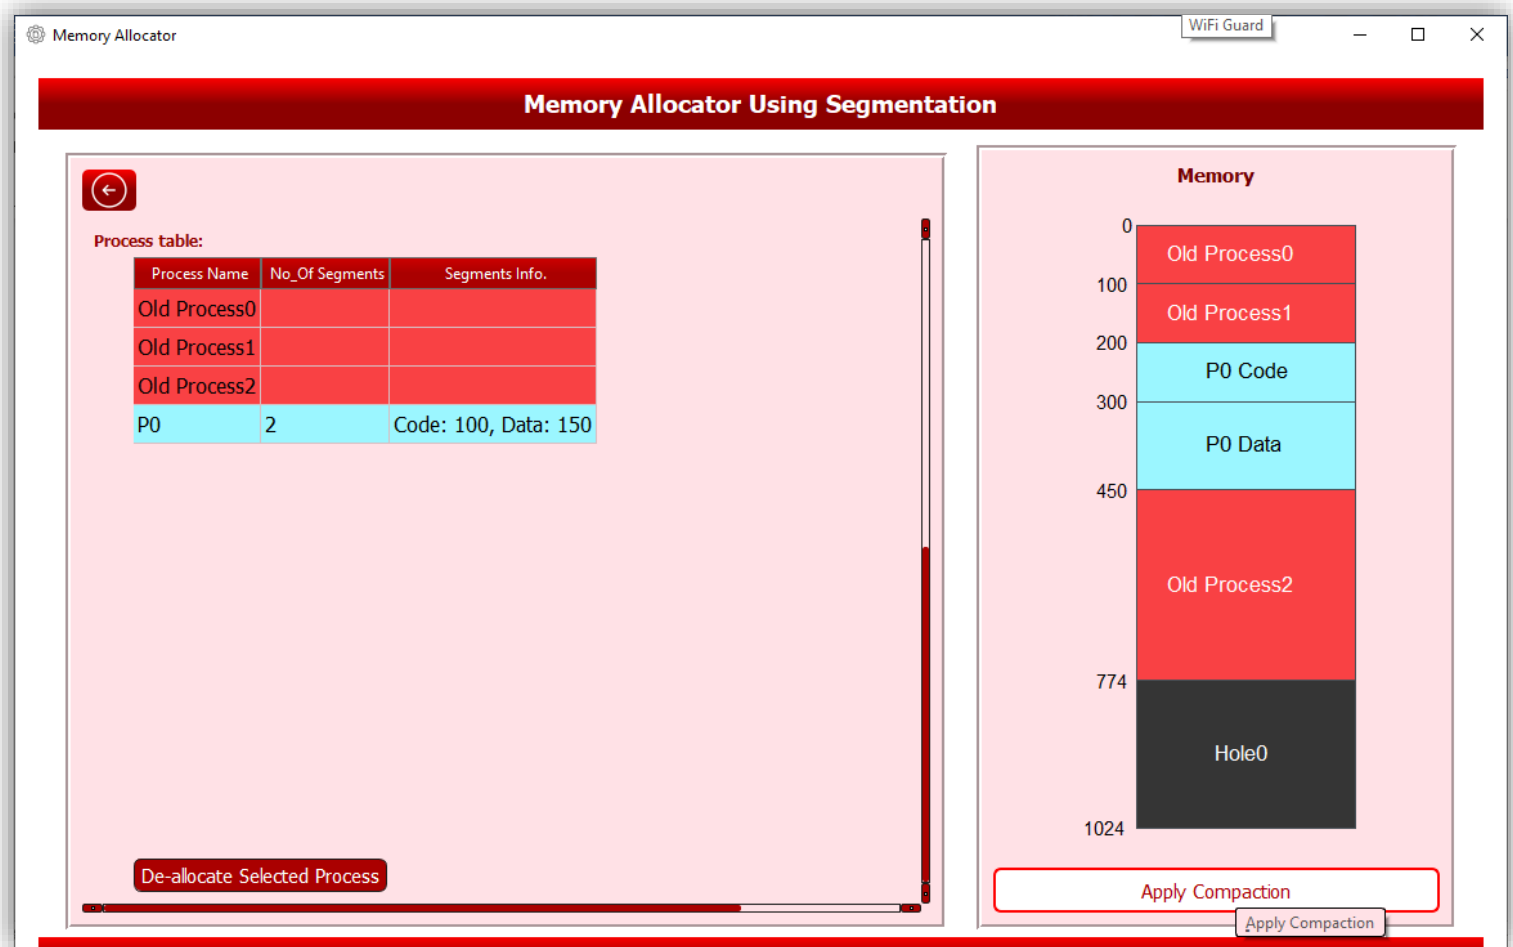 WiFi Guard
Memory Allocator
Memory Allocator Using Segmentation
Process table:
Process Name No_Of Segments Segments Info.
Old Process0
Old Process1
Old Process2
P0 2 Code: 100, Data: 150
De-allocate Selected Process
Memory
0
Old Process0
100
Old Process1
200
P0 Code
300
P0 Data
450
Old Process2
774
Hole0
1024
Apply Compaction
Apply Compaction